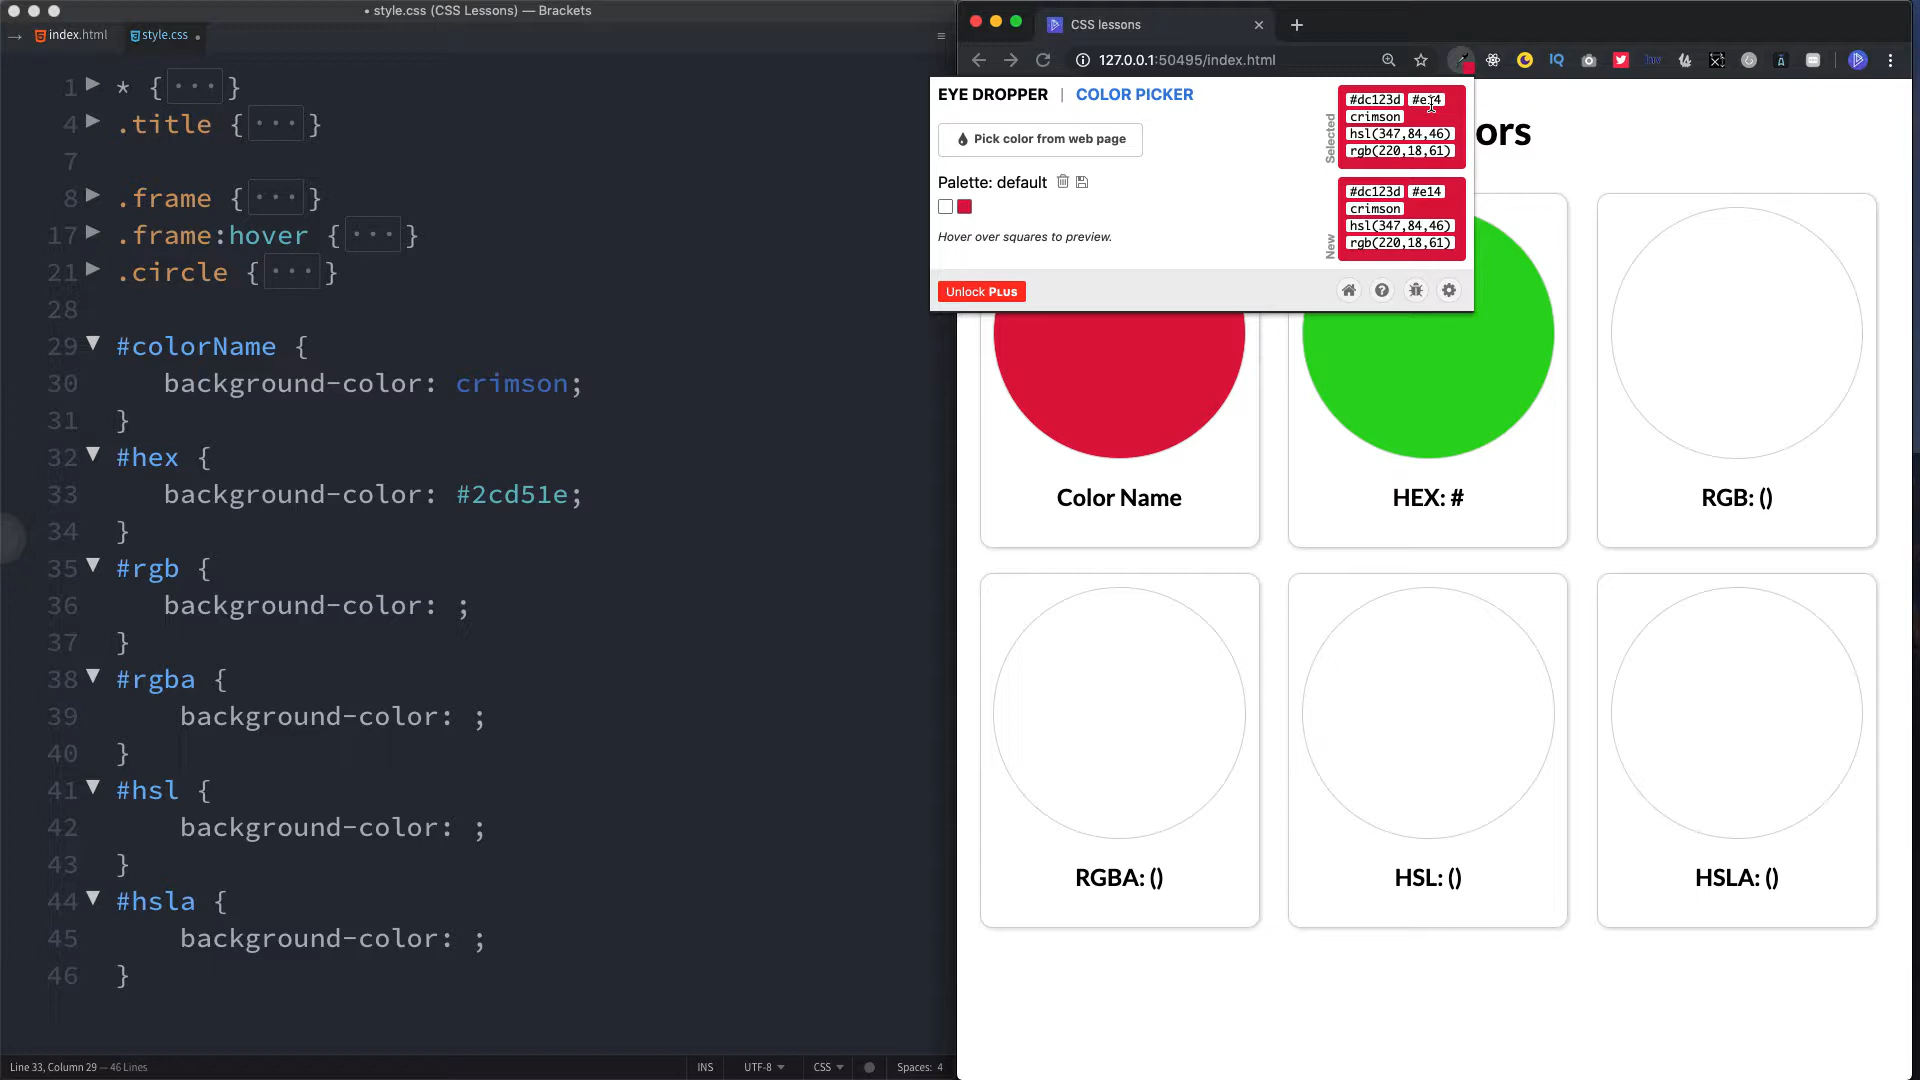 style.css (CSS Lessons) — Brackets
index.html
style.css
1 * { ··· }
4 .title { ··· }
7
8 .frame { ··· }
17 .frame:hover { ··· }
21 .circle { ··· }
28
29 #colorName {
30 background-color: crimson;
31 }
32 #hex {
33 background-color: #2cd51e;
34 }
35 #rgb {
36 background-color: ;
37 }
38 #rgba {
39 background-color: ;
40 }
41 #hsl {
42 background-color: ;
43 }
44 #hsla {
45 background-color: ;
46 }
Line 33, Column 29 — 46 Lines
INS UTF-8 CSS Spaces: 4
CSS lessons
127.0.0.1:50495/index.html
EYE DROPPER | COLOR PICKER
Pick color from web page
Palette: default
Hover over squares to preview.
Unlock PLUS
Selected
#dc123d #e14
crimson
hsl(347,84,46)
rgb(220,18,61)
New
#dc123d #e14
crimson
hsl(347,84,46)
rgb(220,18,61)
ors
Color Name
HEX: #
RGB: ()
RGBA: ()
HSL: ()
HSLA: ()